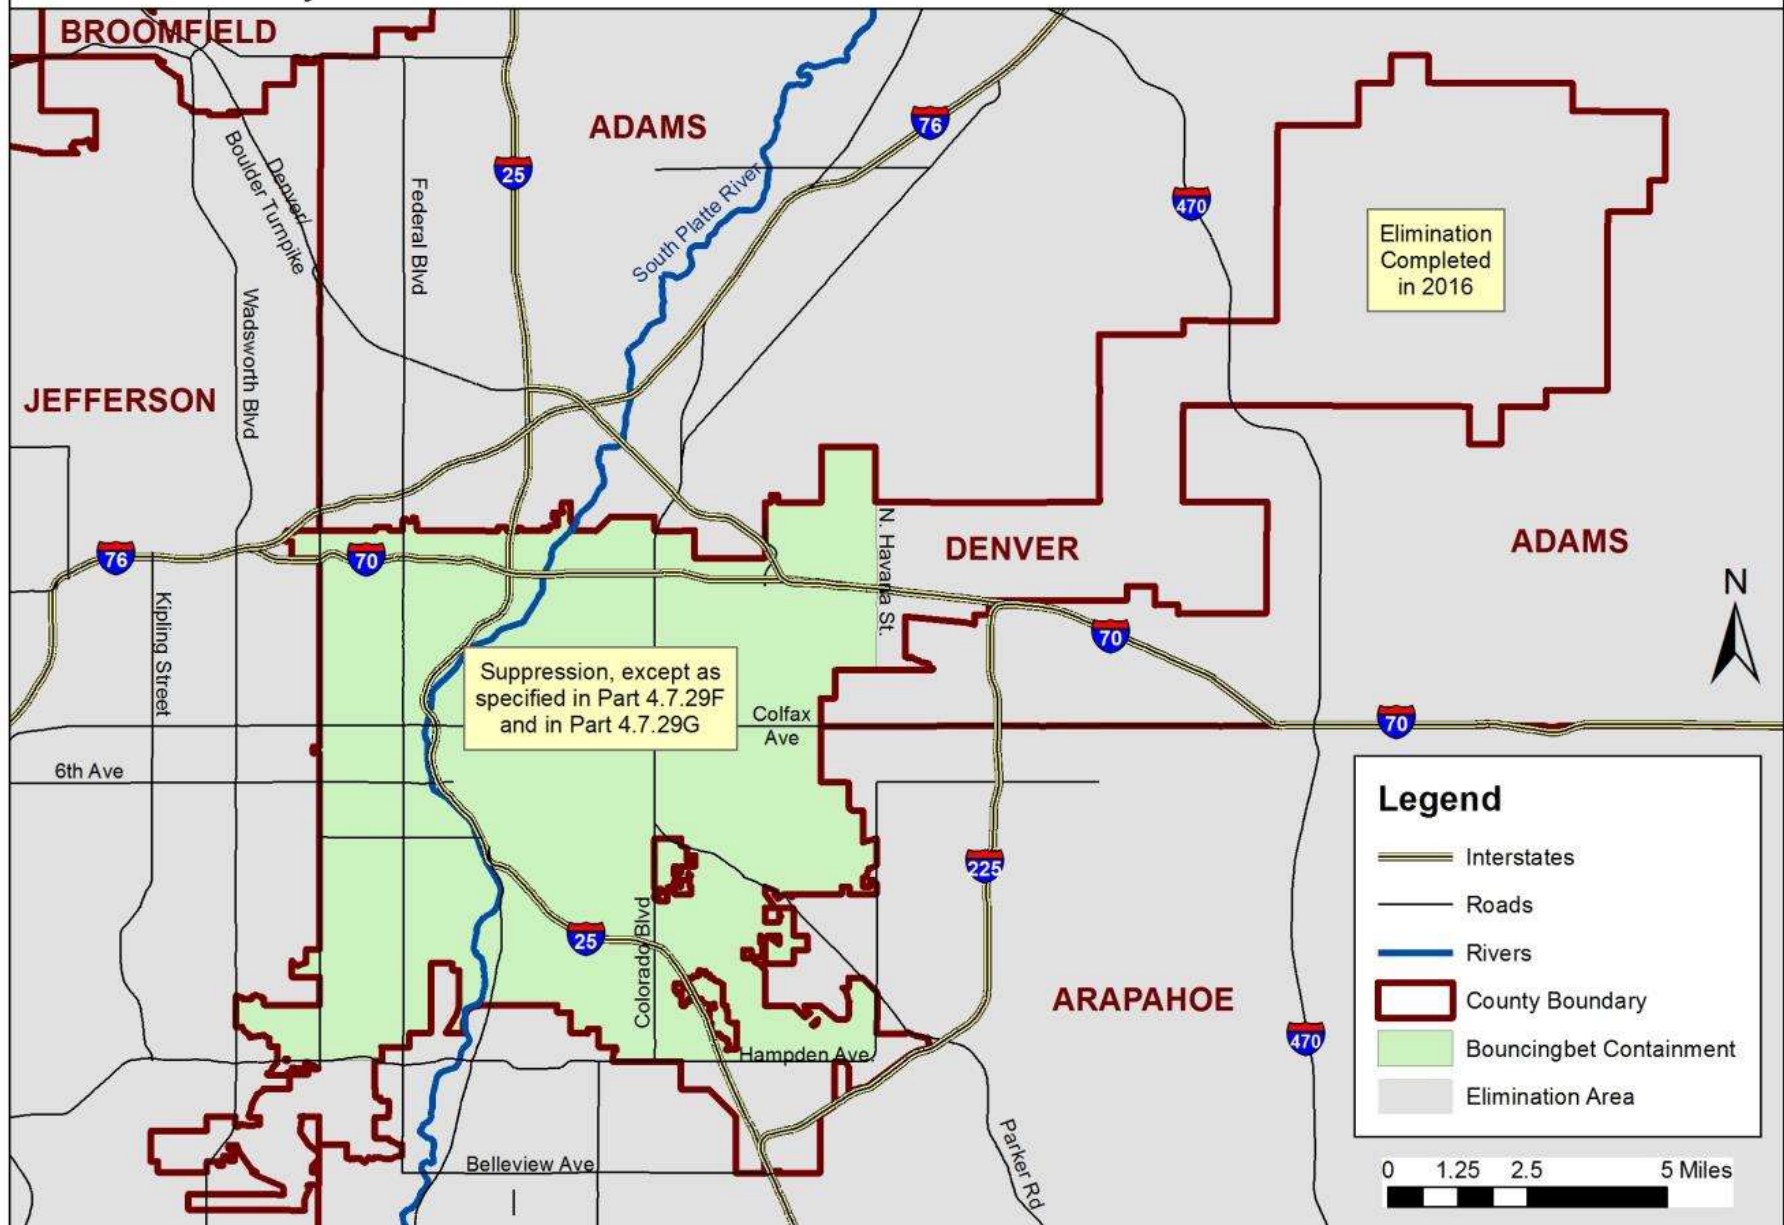 BROOMFIELD
ADAMS
76
25
Denver/
Boulder Turnpike
Federal Blvd
South Platte River
470
Elimination
Completed
in 2016
Wadsworth Blvd
JEFFERSON
N. Havana St.
DENVER
ADAMS
76
70
N
Kipling Street
70
Suppression, except as
specified in Part 4.7.29F
and in Part 4.7.29G
Colfax
Ave
70
6th Ave
Legend
Interstates
225
Roads
Colorado Blvd
25
Rivers
ARAPAHOE
County Boundary
470
Hampden Ave.
Bouncingbet Containment
Elimination Area
Parker Rd
Belleview Ave
0 1.25 2.5 5 Miles